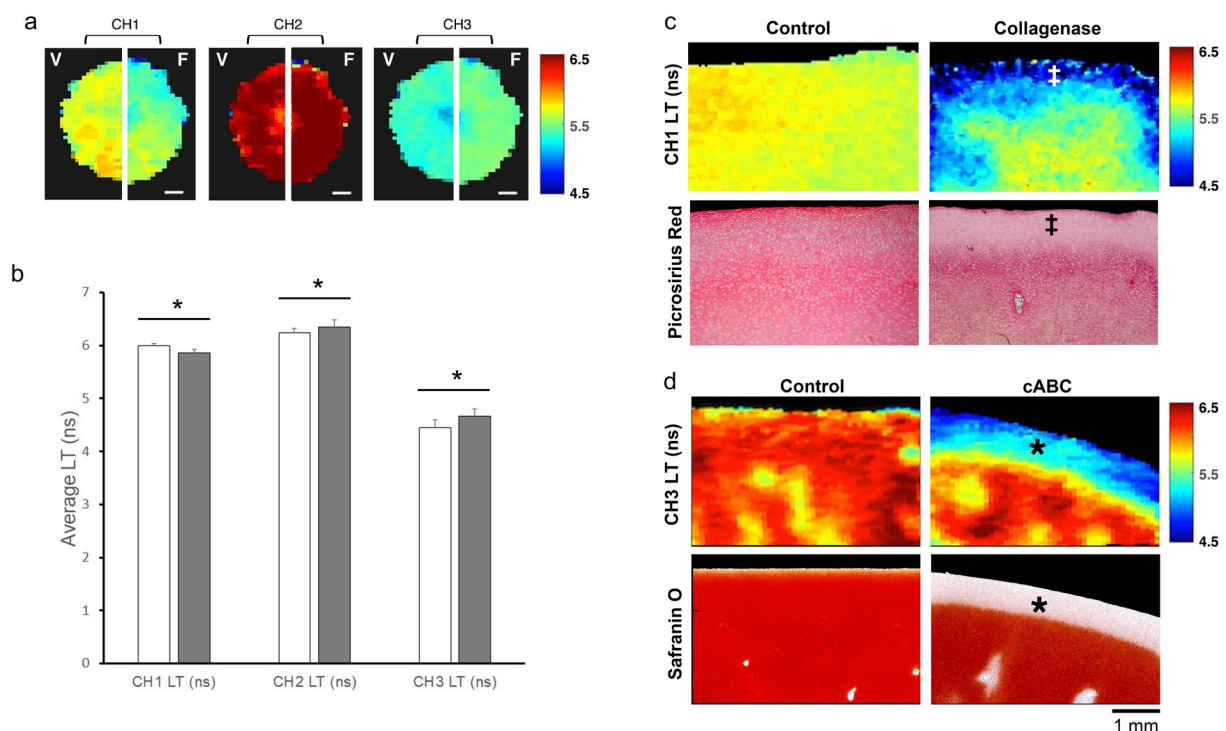 a
CH1
CH2
CH3
V
F
V
F
V
F
6.5
5.5
4.5
b
7
6
5
4
3
2
1
0
Average LT (ns)
*
*
*
CH1 LT (ns)
CH2 LT (ns)
CH3 LT (ns)
c
Control
Collagenase
CH1 LT (ns)
‡
6.5
5.5
4.5
Picrosirius Red
‡
d
Control
cABC
CH3 LT (ns)
*
6.5
5.5
4.5
Safranin O
*
1 mm